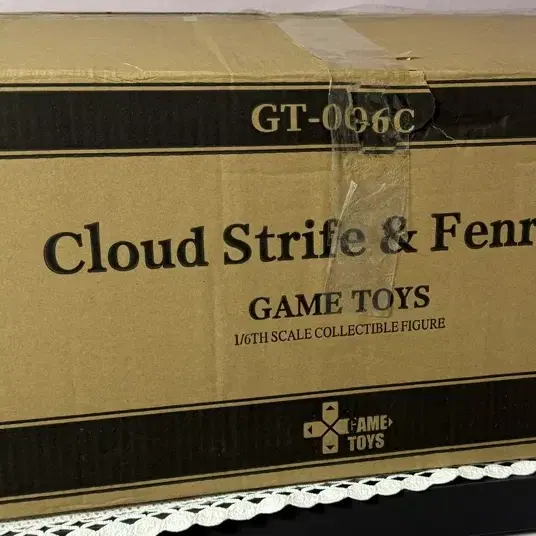 GT-006C
Cloud Strife & Fenr
GAME TOYS
1/6TH SCALE COLLECTIBLE FIGURE
GAME
TOYS